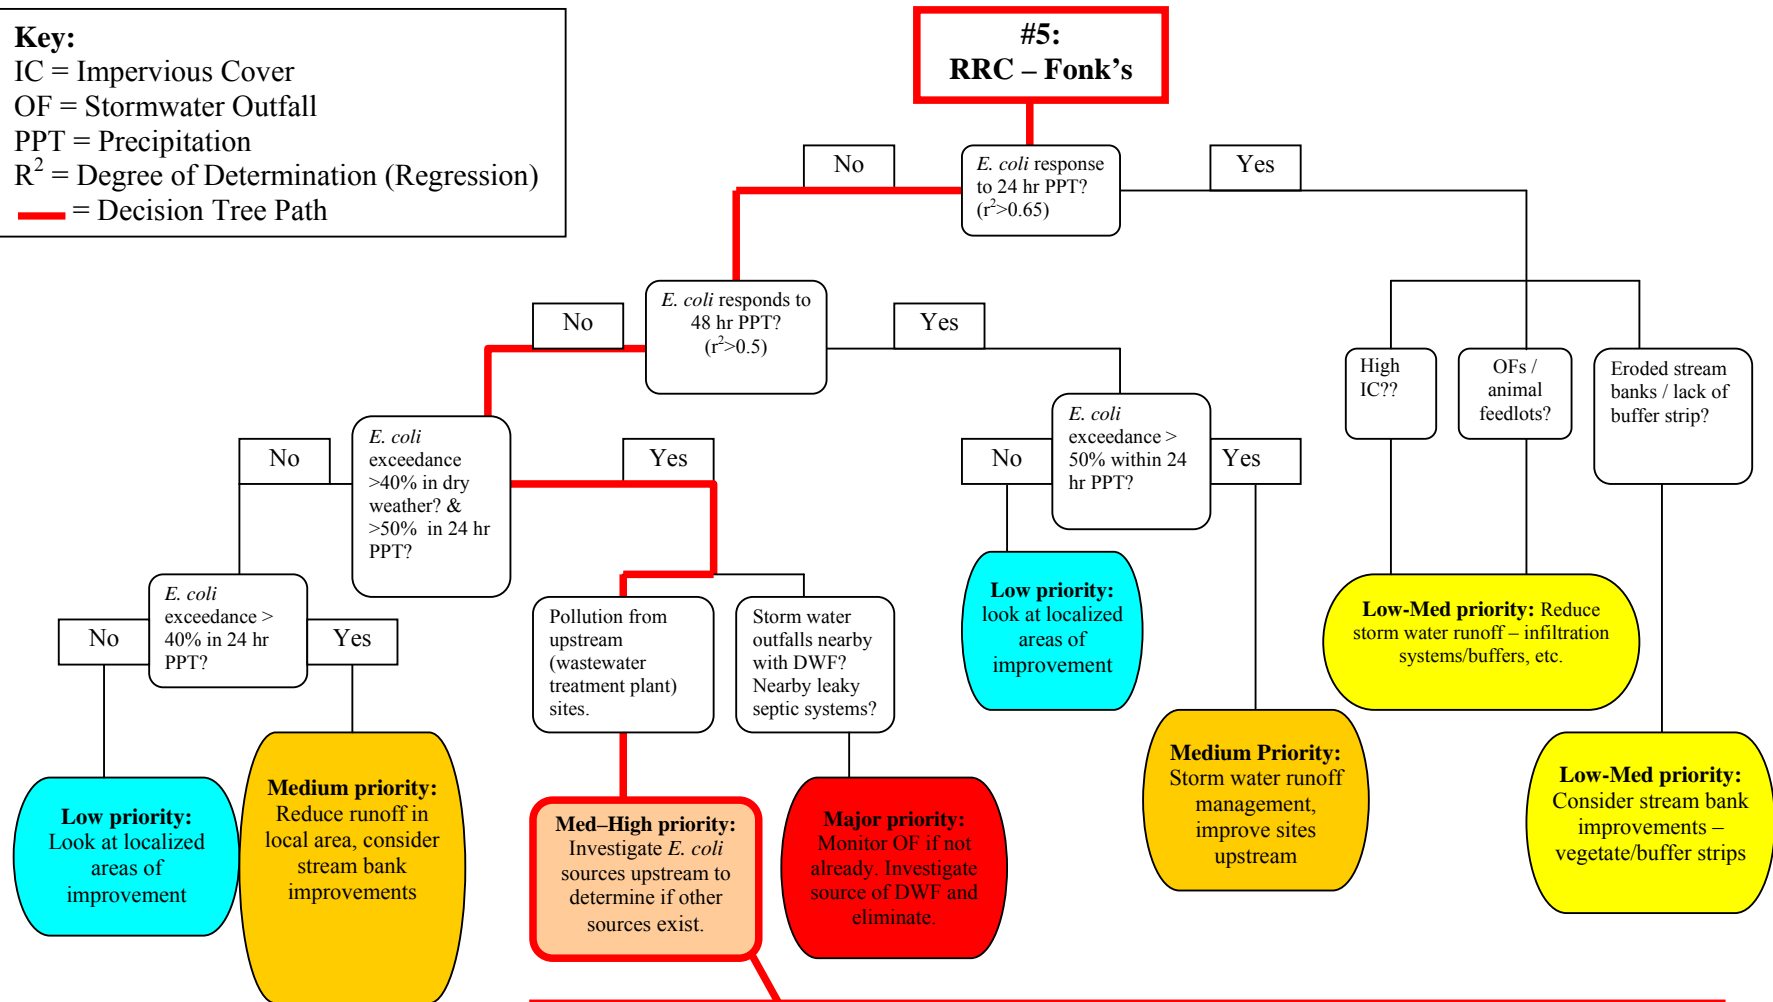 Key:
IC = Impervious Cover
OF = Stormwater Outfall
PPT = Precipitation
R² = Degree of Determination (Regression)
= Decision Tree Path
#5:
RRC – Fonk's
No
E. coli response
to 24 hr PPT?
(r²>0.65)
Yes
No
E. coli responds to
48 hr PPT?
(r²>0.5)
Yes
High
IC??
OFs /
animal
feedlots?
Eroded stream
banks / lack of
buffer strip?
No
E. coli
exceedance
>40% in dry
weather? &
>50% in 24 hr
PPT?
Yes
No
E. coli
exceedance >
50% within 24
hr PPT?
Yes
No
E. coli
exceedance >
40% in 24 hr
PPT?
Yes
Pollution from
upstream
(wastewater
treatment plant)
sites.
Storm water
outfalls nearby
with DWF?
Nearby leaky
septic systems?
Low priority:
look at localized
areas of
improvement
Low-Med priority: Reduce
storm water runoff – infiltration
systems/buffers, etc.
Low priority:
Look at localized
areas of
improvement
Medium priority:
Reduce runoff in
local area, consider
stream bank
improvements
Med–High priority:
Investigate E. coli
sources upstream to
determine if other
sources exist.
Major priority:
Monitor OF if not
already. Investigate
source of DWF and
eliminate.
Medium Priority:
Storm water runoff
management,
improve sites
upstream
Low-Med priority:
Consider stream bank
improvements –
vegetate/buffer strips